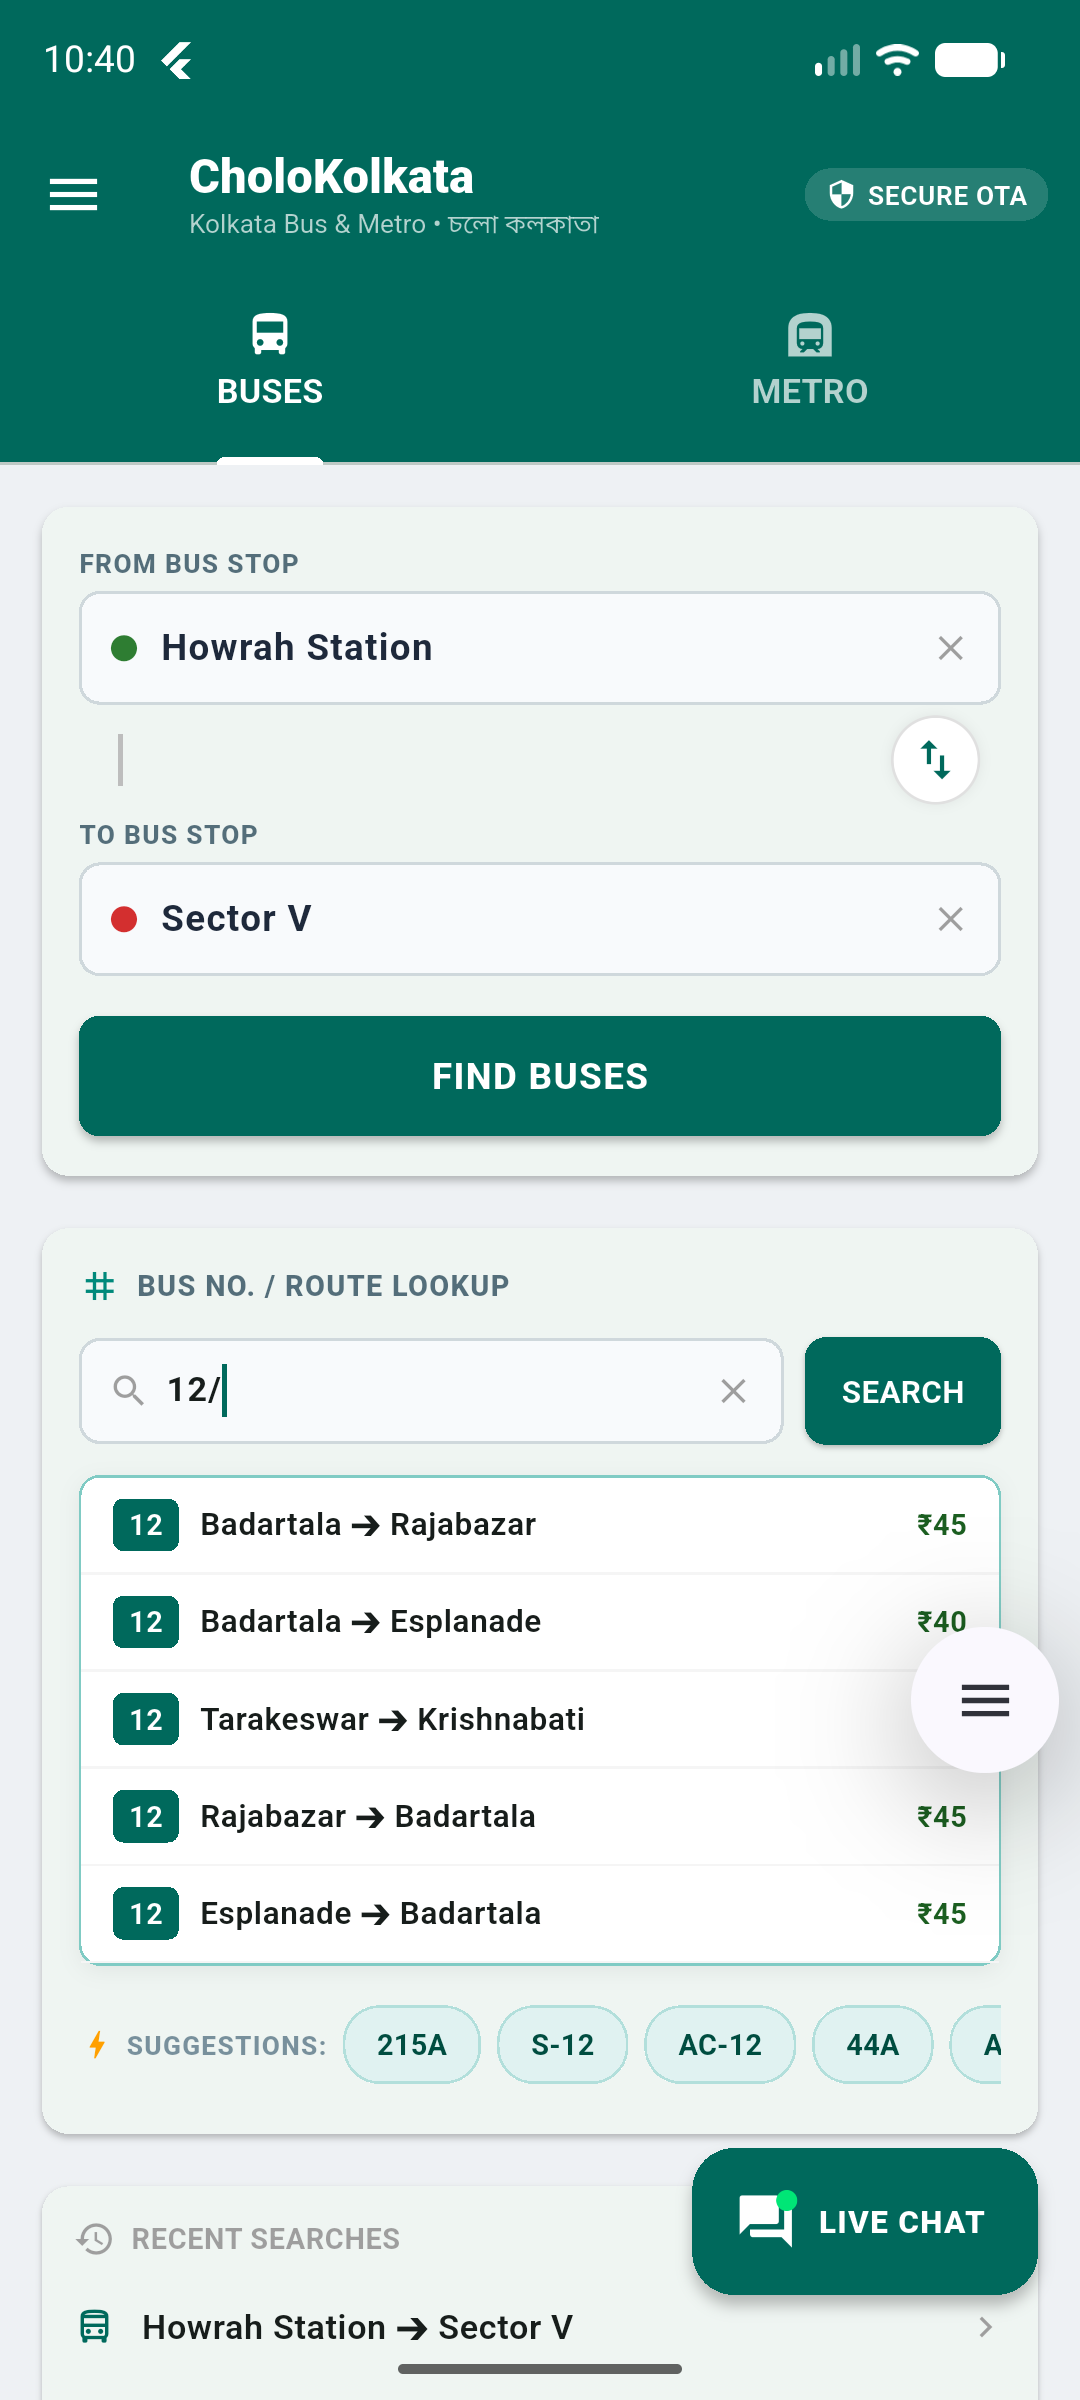 10:40
CholoKolkata
Kolkata Bus & Metro • চলো কলকাতা
SECURE OTA
BUSES
METRO
FROM BUS STOP
Howrah Station
TO BUS STOP
Sector V
FIND BUSES
BUS NO. / ROUTE LOOKUP
12/
SEARCH
12 Badartala → Rajabazar ₹45
12 Badartala → Esplanade ₹40
12 Tarakeswar → Krishnabati
12 Rajabazar → Badartala ₹45
12 Esplanade → Badartala ₹45
SUGGESTIONS: 215A S-12 AC-12 44A A
LIVE CHAT
RECENT SEARCHES
Howrah Station → Sector V